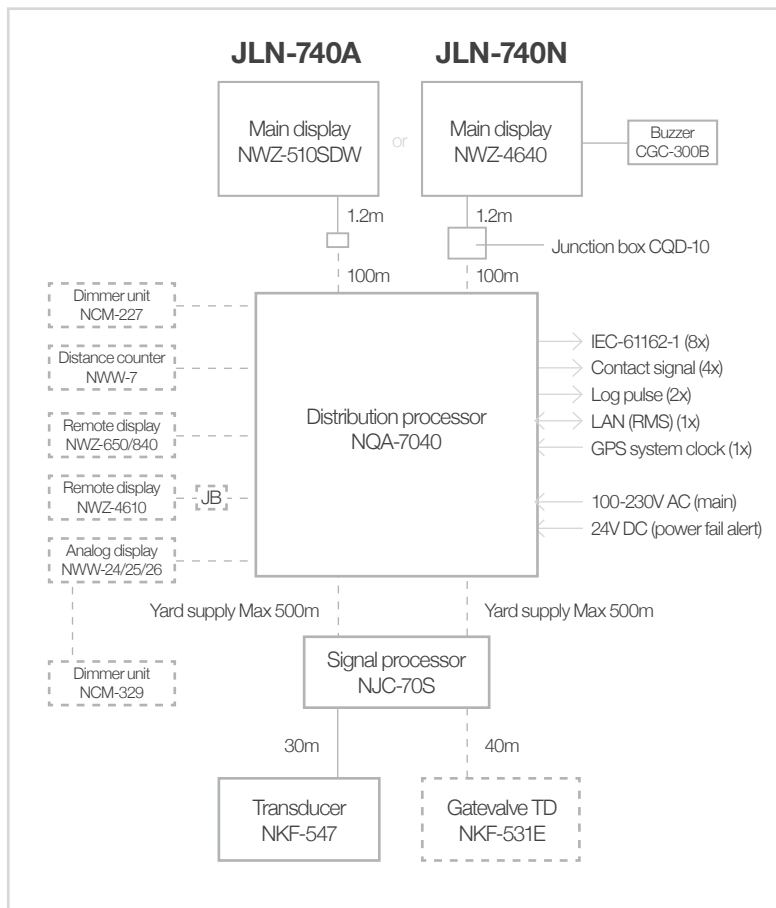 JLN-740A
JLN-740N
Main display
NWZ-510SDW
or
Main display
NWZ-4640
Buzzer
CGC-300B
1.2m
1.2m
Junction box CQD-10
100m
100m
Dimmer unit
NCM-227
Distance counter
NWW-7
Remote display
NWZ-650/840
Remote display
NWZ-4610
JB
Analog display
NWW-24/25/26
Dimmer unit
NCM-329
Distribution processor
NQA-7040
IEC-61162-1 (8x)
Contact signal (4x)
Log pulse (2x)
LAN (RMS) (1x)
GPS system clock (1x)
100-230V AC (main)
24V DC (power fail alert)
Yard supply Max 500m
Yard supply Max 500m
Signal processor
NJC-70S
30m
40m
Transducer
NKF-547
Gatevalve TD
NKF-531E